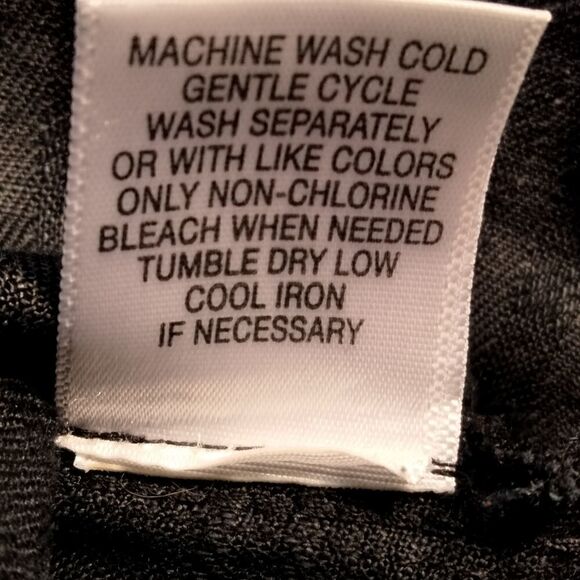 MACHINE WASH COLD
GENTLE CYCLE
WASH SEPARATELY
OR WITH LIKE COLORS
ONLY NON-CHLORINE
BLEACH WHEN NEEDED
TUMBLE DRY LOW
COOL IRON
IF NECESSARY